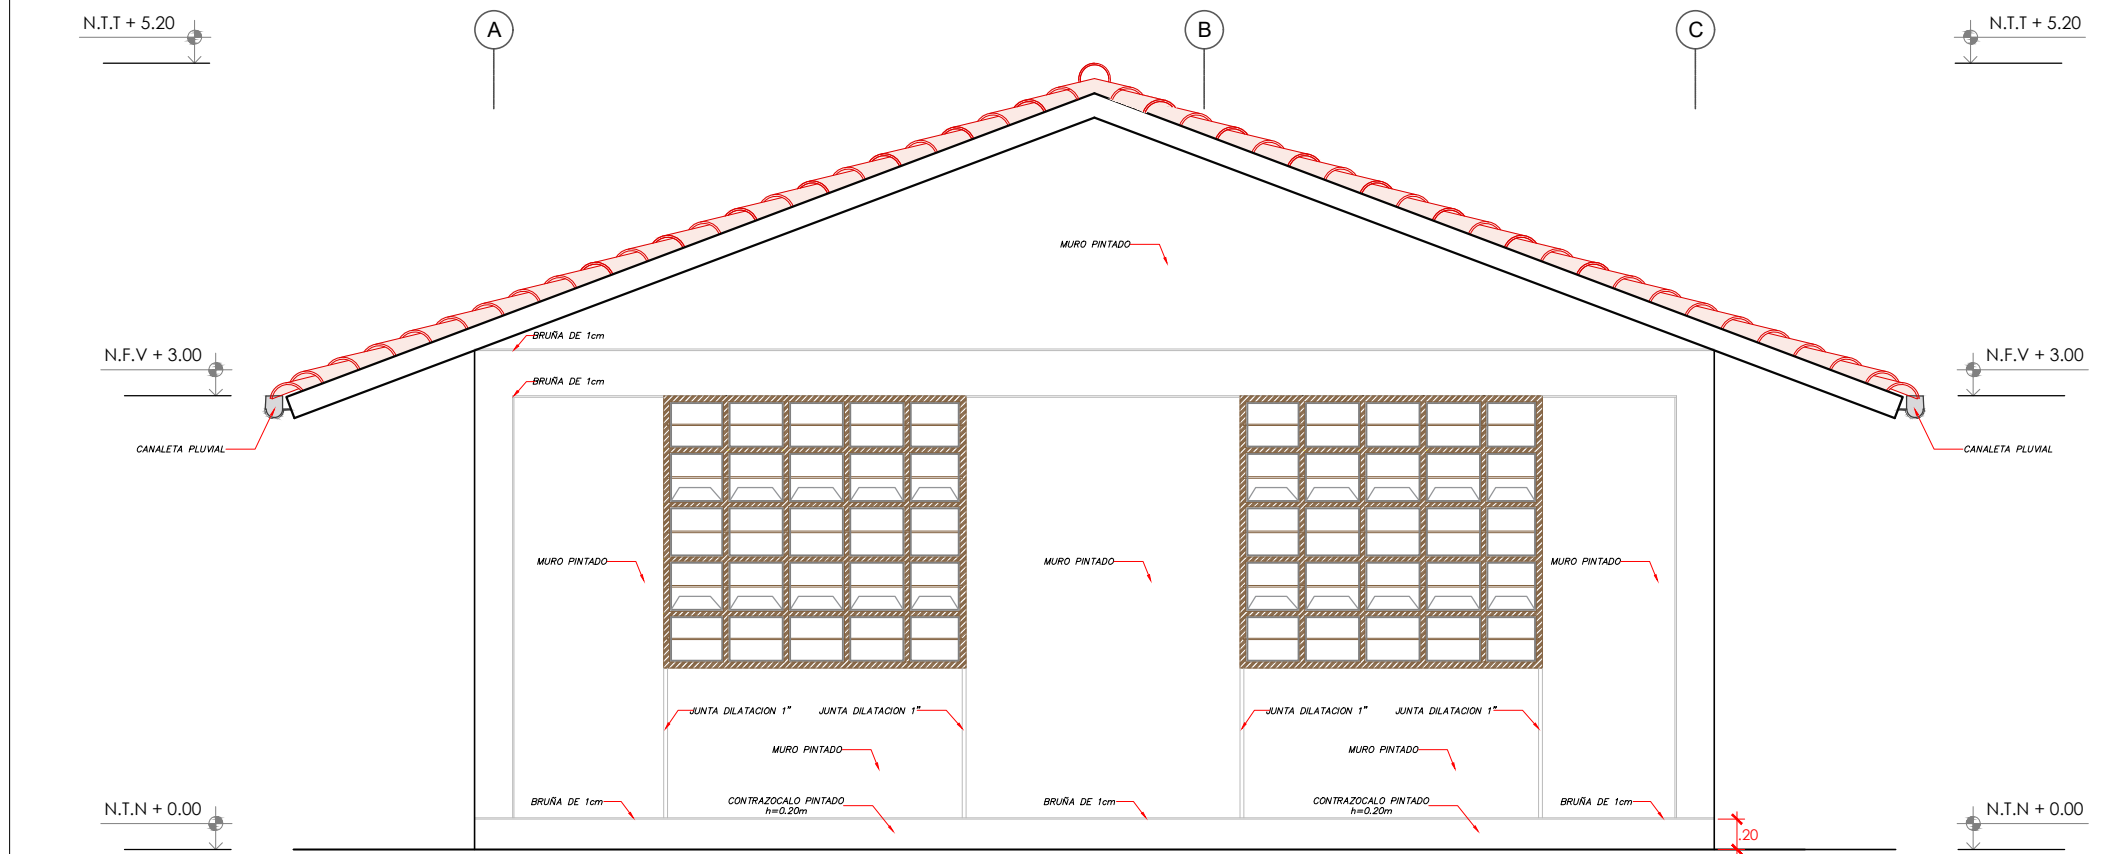 N.T.T + 5.20
A
B
C
N.T.T + 5.20
MURO PINTADO
BRUÑA DE 1cm
N.F.V + 3.00
N.F.V + 3.00
BRUÑA DE 1cm
CANALETA PLUVIAL
CANALETA PLUVIAL
MURO PINTADO
MURO PINTADO
MURO PINTADO
JUNTA DILATACION 1"
JUNTA DILATACION 1"
JUNTA DILATACION 1"
JUNTA DILATACION 1"
MURO PINTADO
MURO PINTADO
N.T.N + 0.00
BRUÑA DE 1cm
CONTRAZOCALO PINTADO
h=0.20m
BRUÑA DE 1cm
CONTRAZOCALO PINTADO
h=0.20m
BRUÑA DE 1cm
N.T.N + 0.00
.20